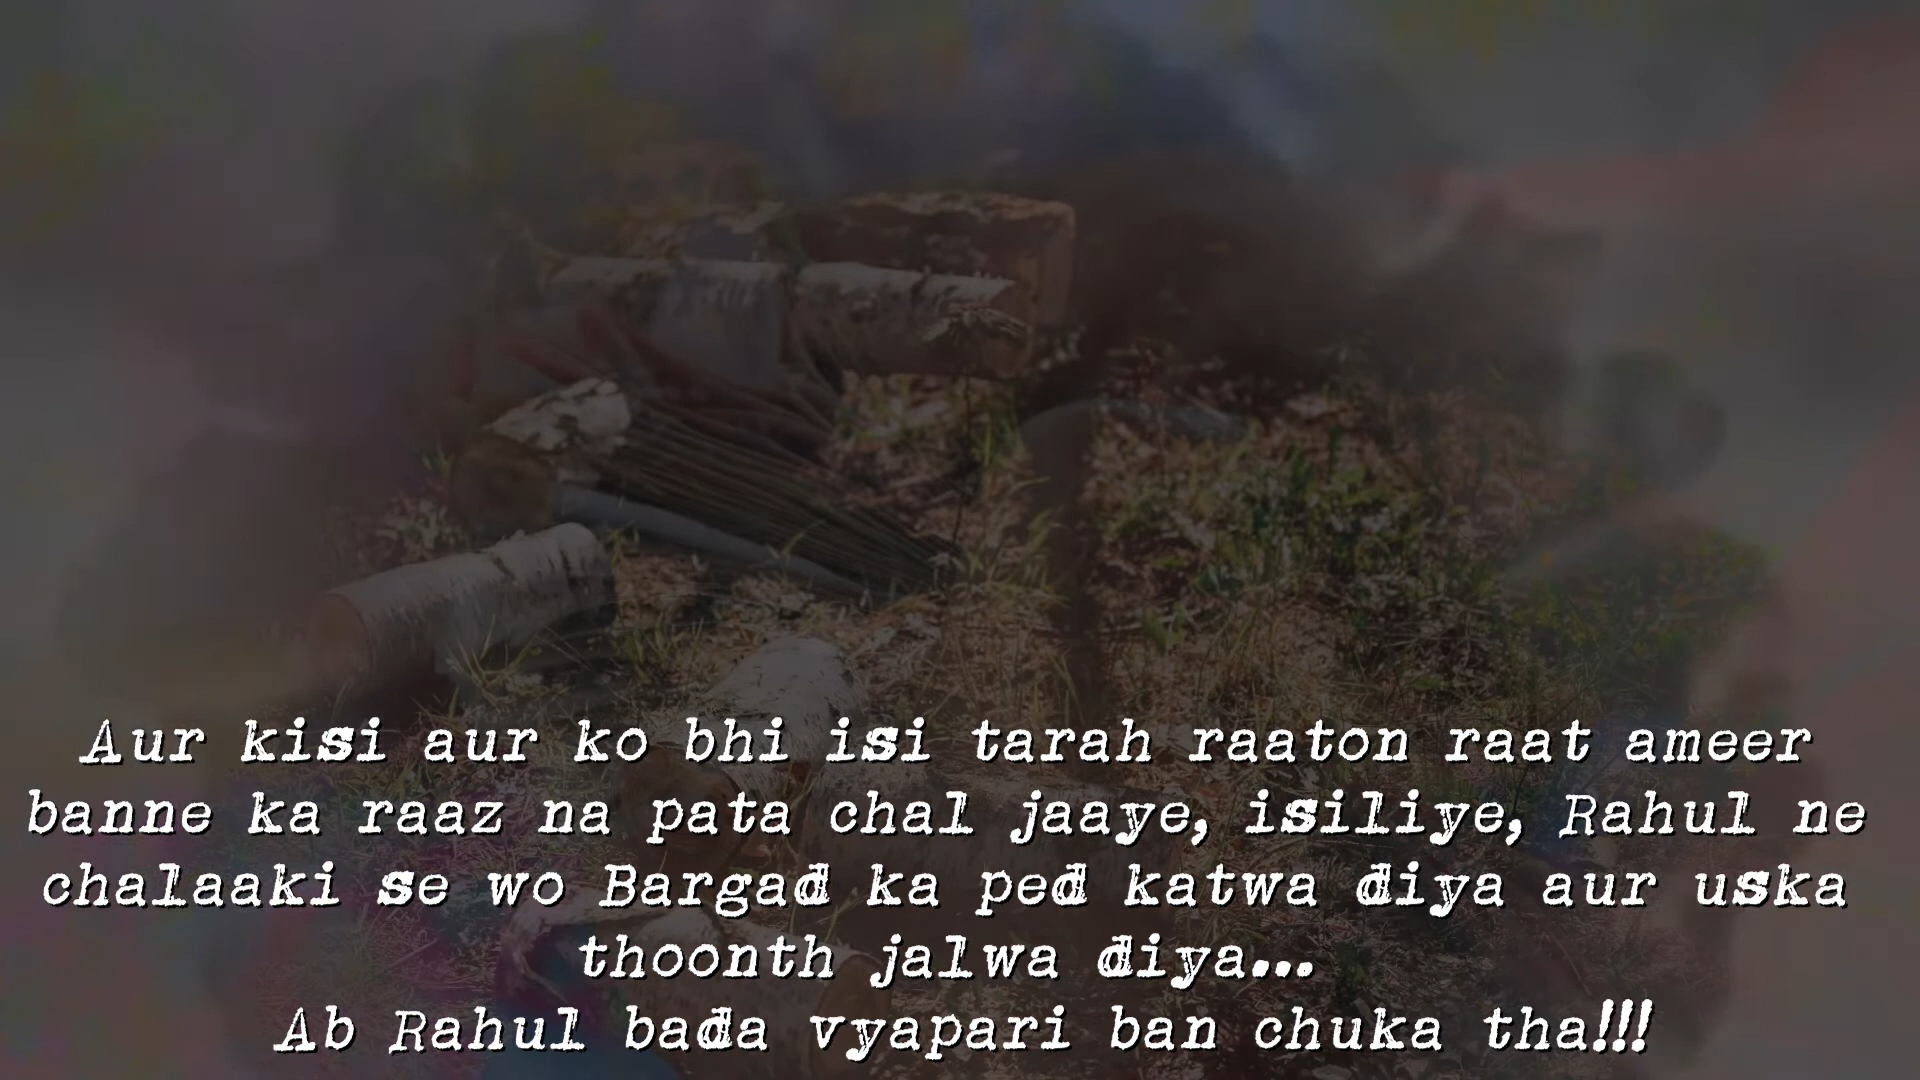 Aur kisi aur ko bhi isi tarah raaton raat ameer
banne ka raaz na pata chal jaaye, isiliye, Rahul ne
chalaaki se wo Bargad ka ped katwa diya aur uska
thoonth jalwa diya...
Ab Rahul bada vyapari ban chuka tha!!!